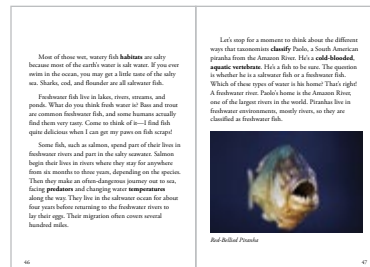 Most of those wet, watery fish habitats are salty
because most of the earth's water is salt water. If you ever
swim in the ocean, you may get a little taste of the salty
sea. Sharks, cod, and flounder are all saltwater fish.
Freshwater fish live in lakes, rivers, streams, and
ponds. What do you think fresh water is? Bass and trout
are common freshwater fish, and some humans actually
find them very tasty. Come to think of it—I find fish
quite delicious when I can get my paws on fish scraps!
Some fish, such as salmon, spend part of their lives in
freshwater rivers and part in the salty seawater. Salmon
begin their lives in rivers where they stay for anywhere
from six months to three years, depending on the species.
Then they make an often-dangerous journey out to sea,
facing predators and changing water temperatures
along the way. They live in the saltwater ocean for about
four years before returning to the freshwater rivers to
lay their eggs. Their migration often covers several
hundred miles.
46
Let's stop for a moment to think about the different
ways that taxonomists classify Paolo, a South American
piranha from the Amazon River. He's a cold-blooded,
aquatic vertebrate. He's a fish to be sure. The question
is whether he is a saltwater fish or a freshwater fish.
Which of these types of water is his home? That's right!
A freshwater river. Paolo's home is the Amazon River,
one of the largest rivers in the world. Piranhas live in
freshwater environments, mostly rivers, so they are
classified as freshwater fish.
Red-Bellied Piranha
47